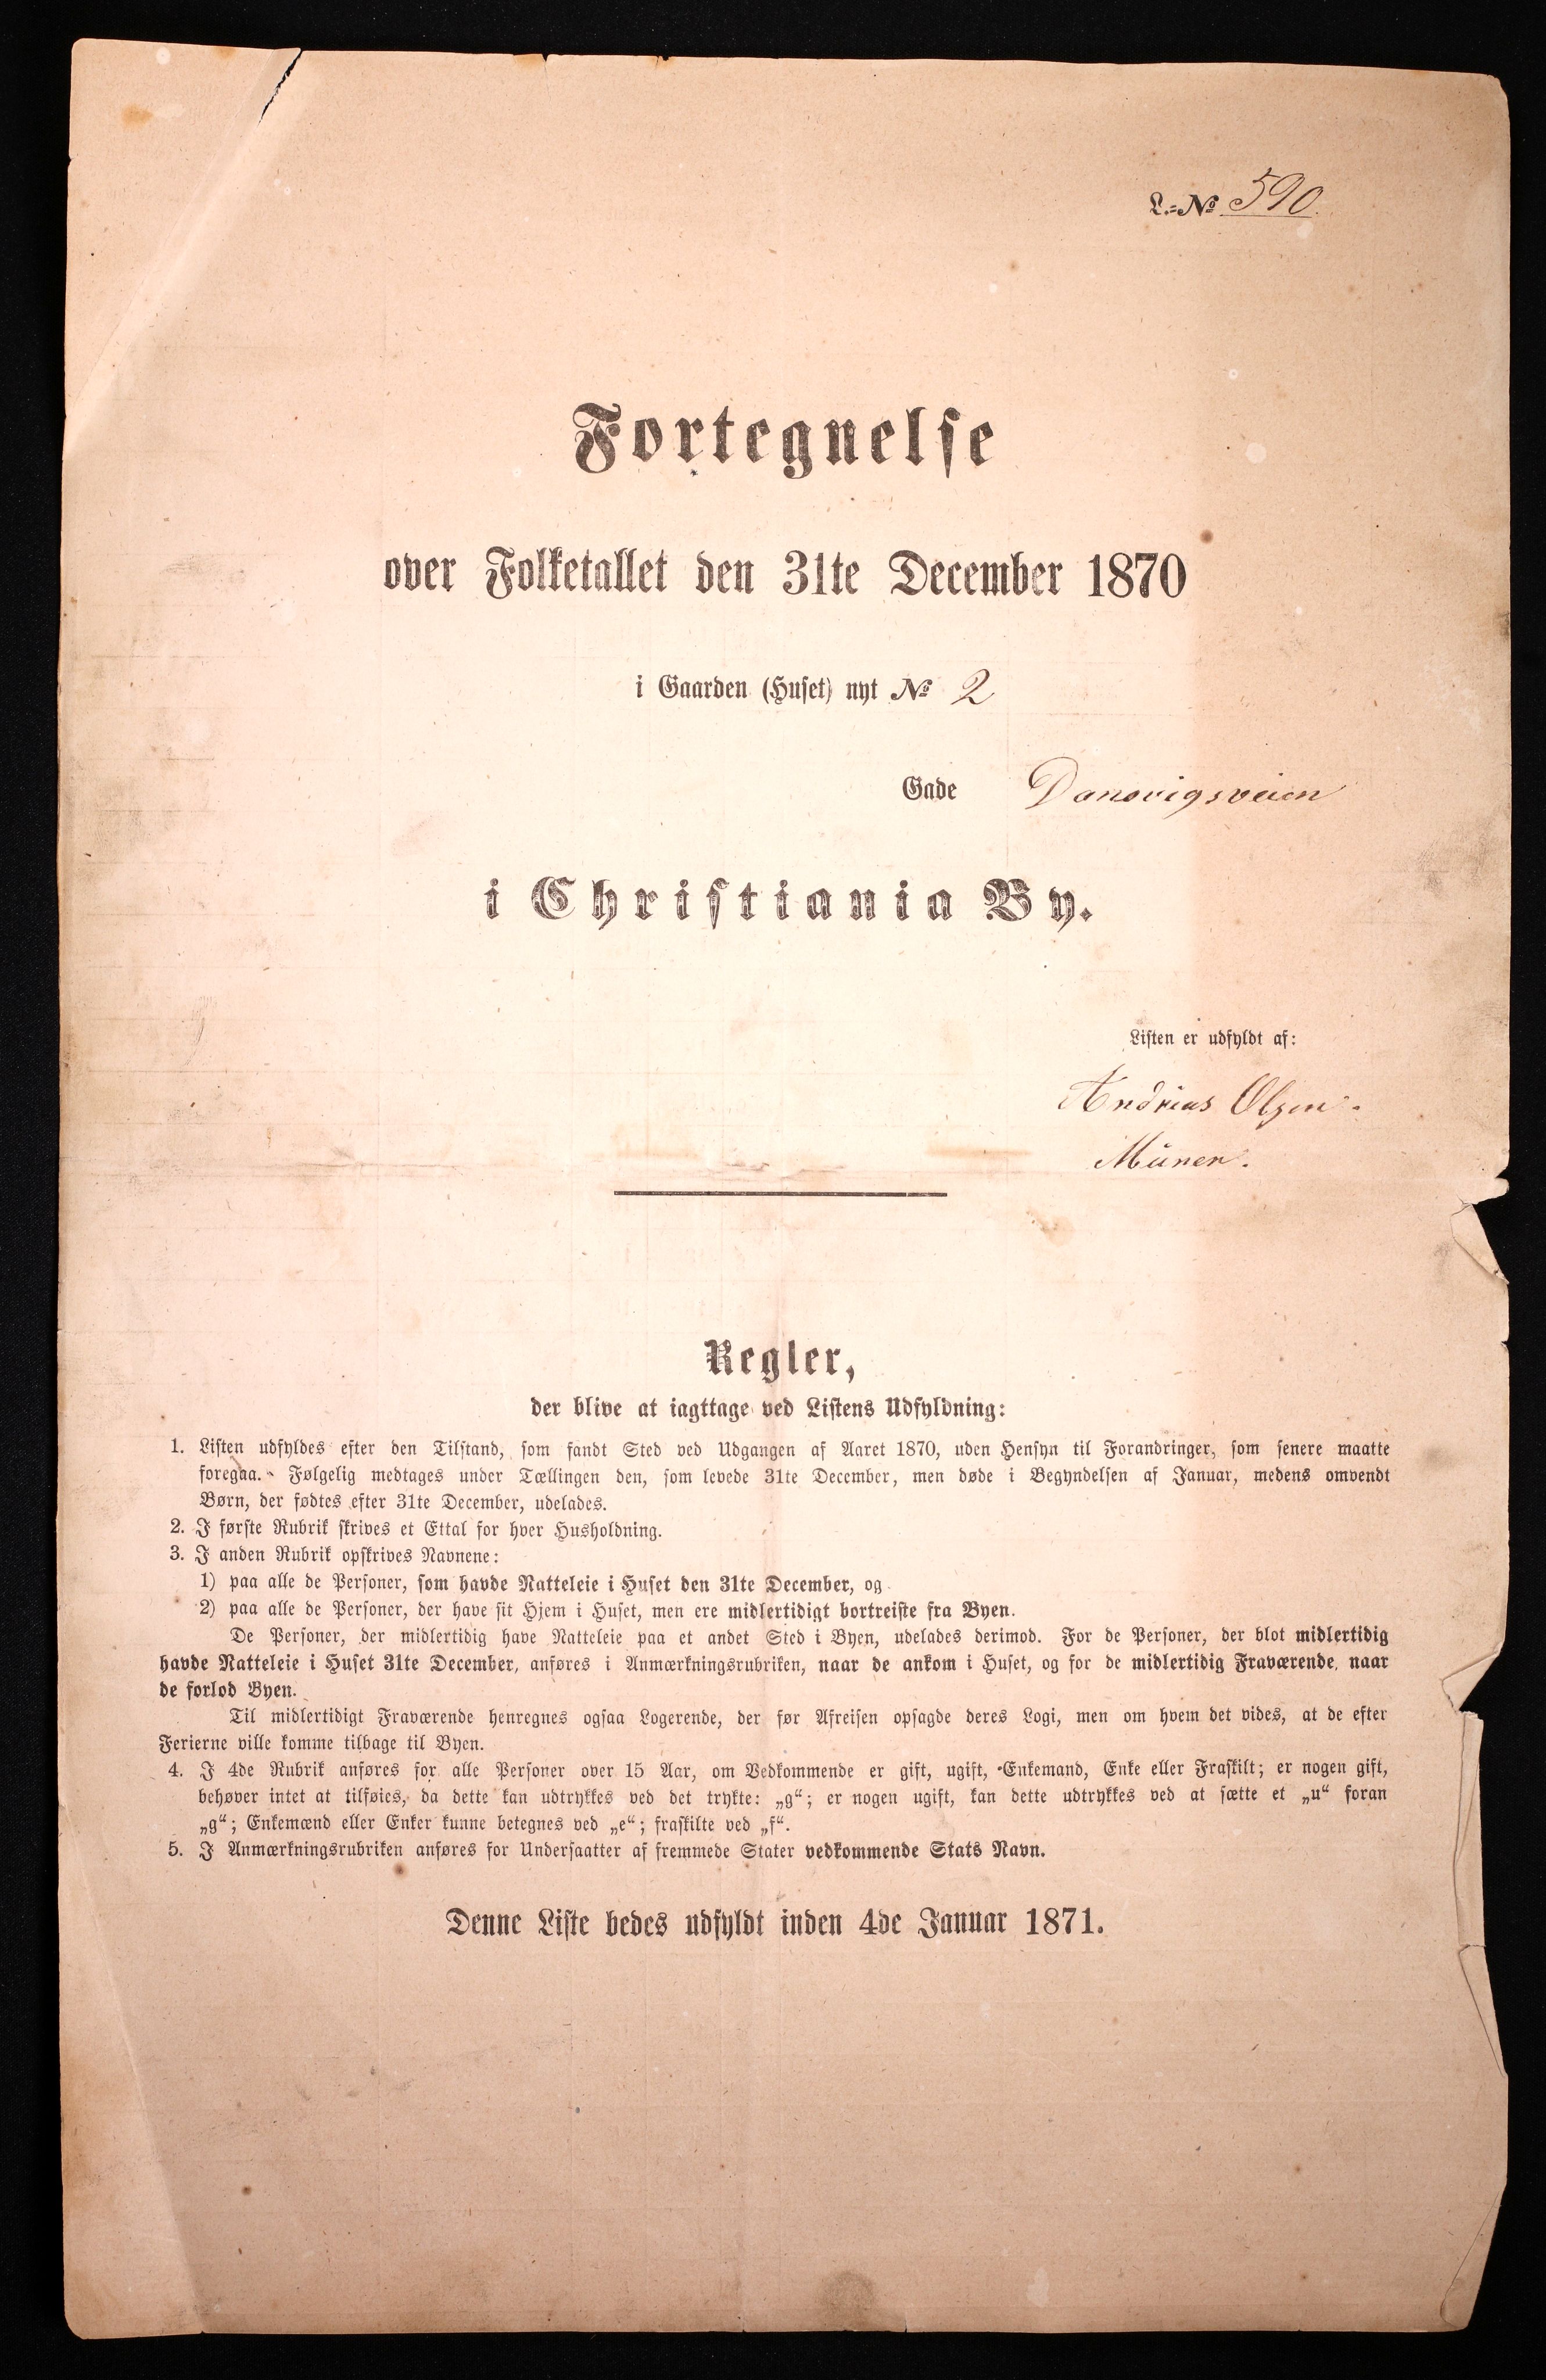 L.=No 590.
Fortegnelse
over Folketallet den 31te December 1870
i Gaarden (Huset) nyt No 2
Gade Danevigsveien
i Christiania By.
Listen er udfyldt af:
Andreas Olsen
Murer.
Regler,
der blive at iagttage ved Listens Udfyldning:
1. Listen udfyldes efter den Tilstand, som fandt Sted ved Udgangen af Aaret 1870, uden Hensyn til Forandringer, som senere maatte
foregaa. Følgelig medtages under Tællingen den, som levede 31te December, men døde i Begyndelsen af Januar, medens omvendt
Børn, der fødtes efter 31te December, udelades.
2. I første Rubrik skrives et Ettal for hver Husholdning.
3. I anden Rubrik opskrives Navnene:
1) paa alle de Personer, som havde Natteleie i Huset den 31te December, og
2) paa alle de Personer, der have sit Hjem i Huset, men ere midlertidigt bortreiste fra Byen.
De Personer, der midlertidig have Natteleie paa et andet Sted i Byen, udelades derimod. For de Personer, der blot midlertidig
havde Natteleie i Huset 31te December, anføres i Anmærkningsrubriken, naar de ankom i Huset, og for de midlertidig Fraværende, naar
de forlod Byen.
Til midlertidigt Fraværende henregnes ogsaa Logerende, der før Afreisen opsagde deres Logi, men om hvem det vides, at de efter
Ferierne ville komme tilbage til Byen.
4. I 4de Rubrik anføres for alle Personer over 15 Aar, om Vedkommende er gift, ugift, Enkemand, Enke eller Fraskilt; er nogen gift,
behøver intet at tilføies, da dette kan udtrykkes ved det trykte: „g“; er nogen ugift, kan dette udtrykkes ved at sætte et „u“ foran
„g“; Enkemænd eller Enker kunne betegnes ved „e“; fraskilte ved „f“.
5. I Anmærkningsrubriken anføres for Undersaatter af fremmede Stater vedkommende Stats Navn.
Denne Liste bedes udfyldt inden 4de Januar 1871.